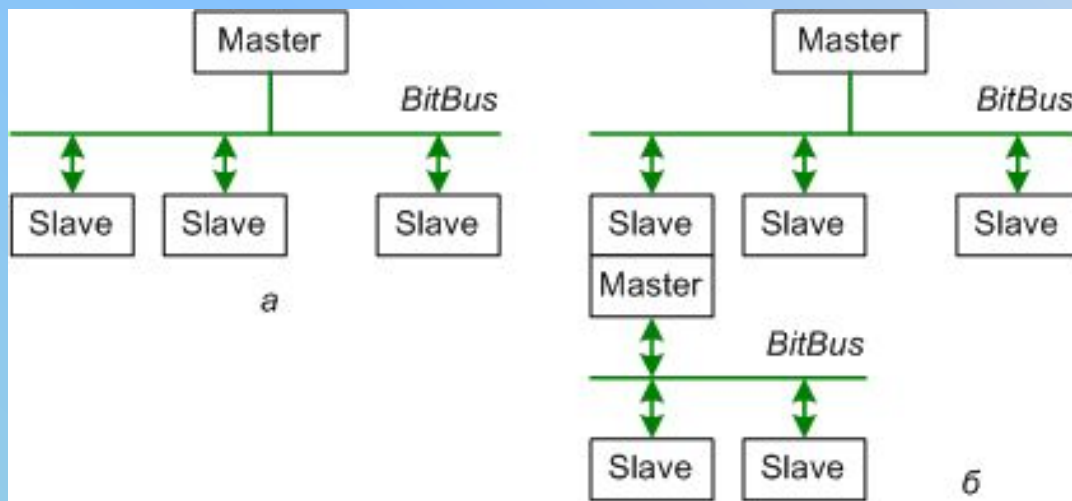 Master
BitBus
Slave Slave Slave
а
Master
BitBus
Slave Slave Slave
Master
BitBus
Slave Slave
б